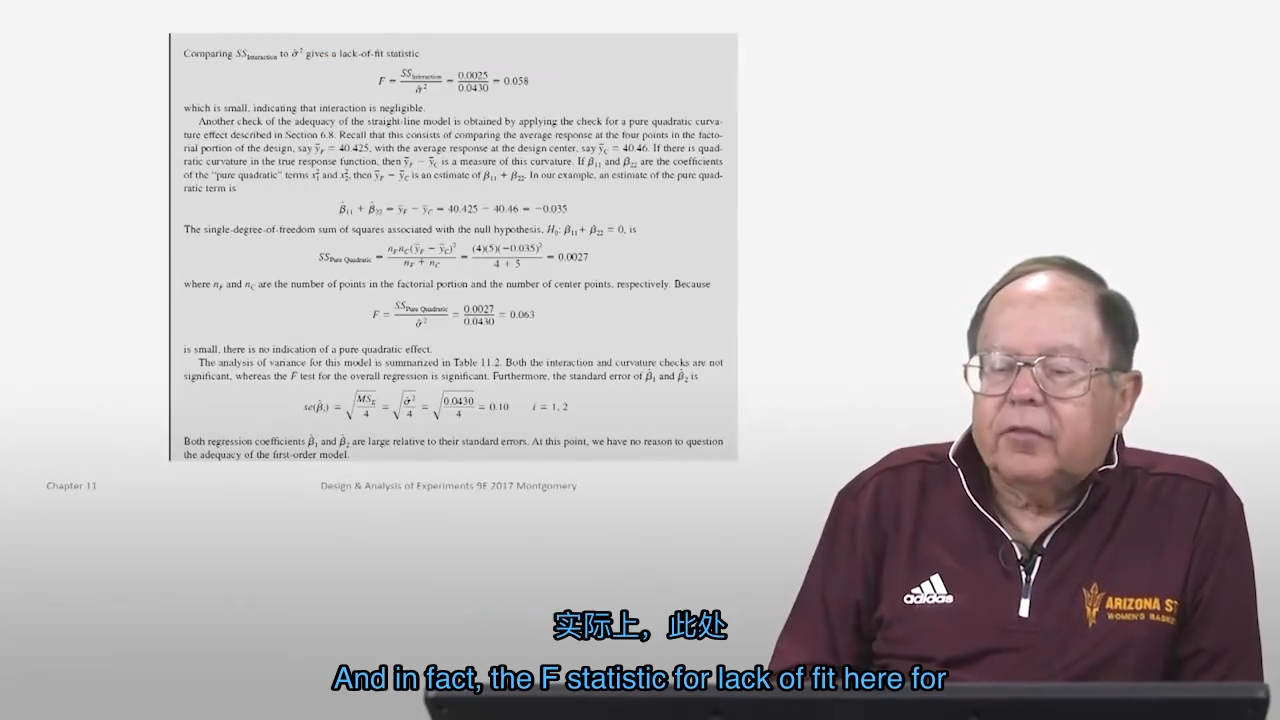 Comparing SS_Interaction to σ̂² gives a lack-of-fit statistic
F = SS_Interaction / σ̂² = 0.0025 / 0.0430 = 0.058
which is small, indicating that interaction is negligible.
Another check of the adequacy of the straight-line model is obtained by applying the check for a pure quadratic curva-
ture effect described in Section 6.8. Recall that this consists of comparing the average response at the four points in the facto-
rial portion of the design, say ȳ_F = 40.425, with the average response at the design center, say ȳ_C = 40.46. If there is quad-
ratic curvature in the true response function, then ȳ_F − ȳ_C is a measure of this curvature. If β₁₁ and β₂₂ are the coefficients
of the “pure quadratic” terms x₁² and x₂², then ȳ_F − ȳ_C is an estimate of β₁₁ + β₂₂. In our example, an estimate of the pure quad-
ratic term is
β̂₁₁ + β̂₂₂ = ȳ_F − ȳ_C = 40.425 − 40.46 = −0.035
The single-degree-of-freedom sum of squares associated with the null hypothesis, H₀: β₁₁ + β₂₂ = 0, is
SS_Pure Quadratic = n_F n_C(ȳ_F − ȳ_C)² / n_F + n_C = (4)(5)(−0.035)² / 4 + 5 = 0.0027
where n_F and n_C are the number of points in the factorial portion and the number of center points, respectively. Because
F = SS_Pure Quadratic / σ̂² = 0.0027 / 0.0430 = 0.063
is small, there is no indication of a pure quadratic effect.
The analysis of variance for this model is summarized in Table 11.2. Both the interaction and curvature checks are not
significant, whereas the F test for the overall regression is significant. Furthermore, the standard error of β̂₁ and β̂₂ is
se(β̂ᵢ) = √(MS_E / 4) = √(σ̂² / 4) = √(0.0430 / 4) = 0.10 i = 1, 2
Both regression coefficients β̂₁ and β̂₂ are large relative to their standard errors. At this point, we have no reason to question
the adequacy of the first-order model.
Chapter 11
Design & Analysis of Experiments 9E 2017 Montgomery
adidas
ARIZONA ST
WOMEN'S BASKE
实际上，此处
And in fact, the F statistic for lack of fit here for